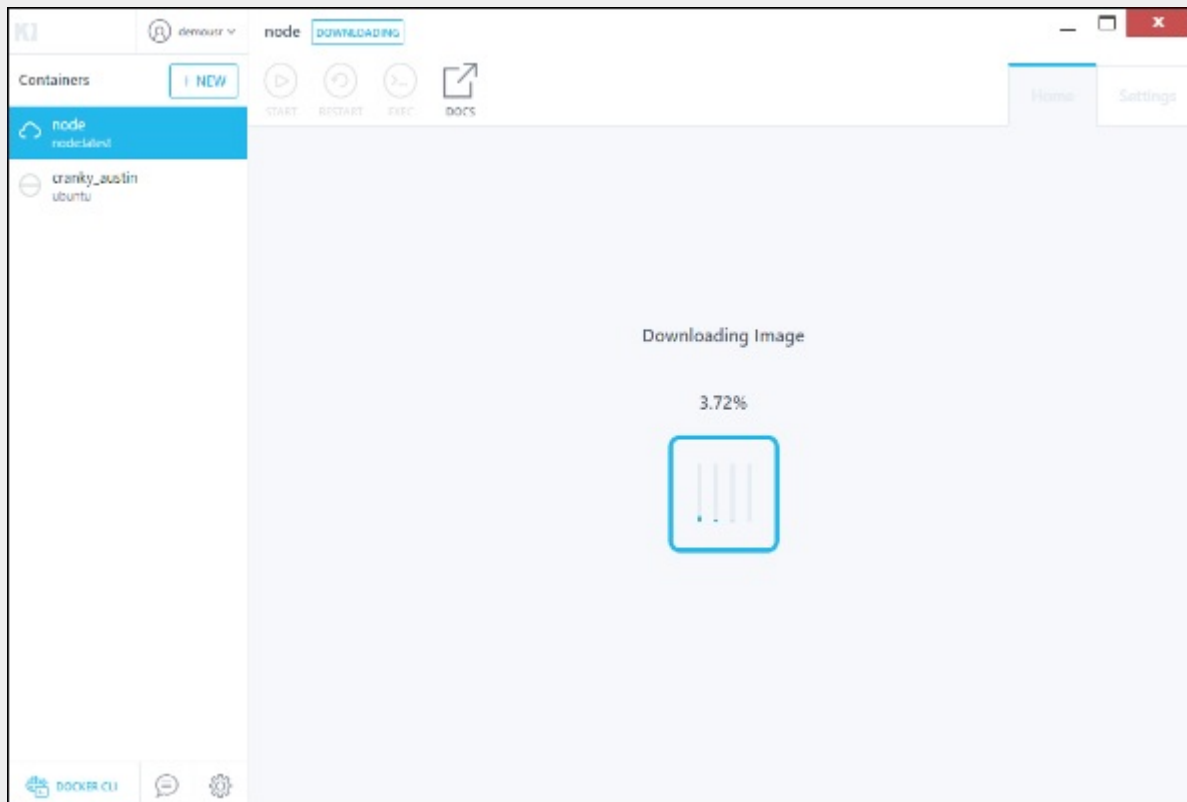 demousr
node DOWNLOADING
Containers
+ NEW
START RESTART EXEC DOCS
Home Settings
node
node:latest
cranky_austin
ubuntu
Downloading Image
3.72%
DOCKER CLI